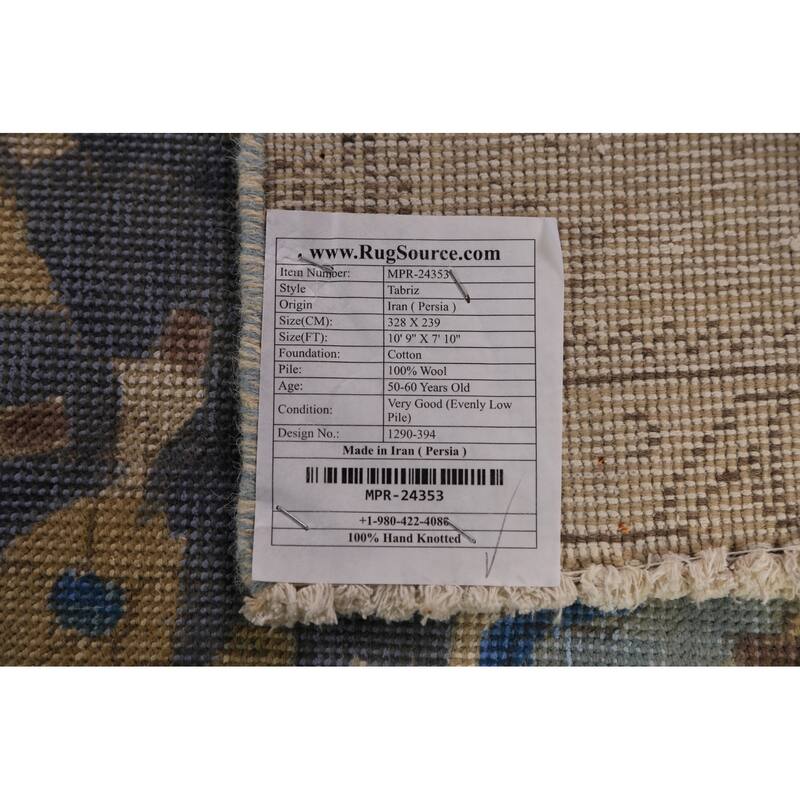 www.RugSource.com
Item Number: MPR-24353
Style Tabriz
Origin Iran ( Persia )
Size(CM): 328 X 239
Size(FT): 10' 9" X 7' 10"
Foundation: Cotton
Pile: 100% Wool
Age: 50-60 Years Old
Condition: Very Good (Evenly Low
Pile)
Design No.: 1290-394
Made in Iran ( Persia )
MPR-24353
+1-980-422-4086
100% Hand Knotted